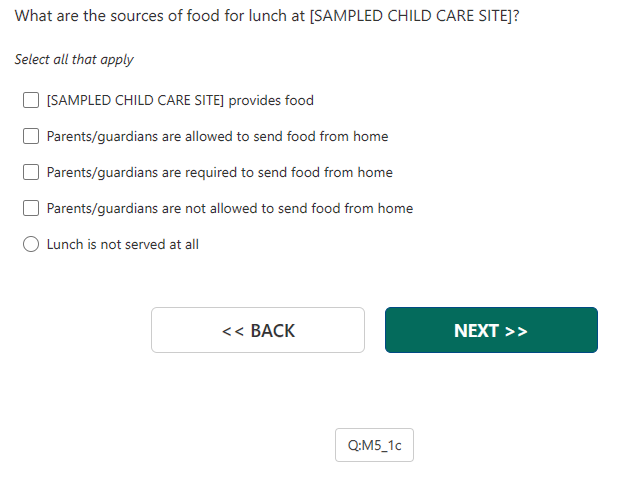 What are the sources of food for lunch at [SAMPLED CHILD CARE SITE]?
Select all that apply
[SAMPLED CHILD CARE SITE] provides food
Parents/guardians are allowed to send food from home
Parents/guardians are required to send food from home
Parents/guardians are not allowed to send food from home
Lunch is not served at all
<< BACK
NEXT >>
Q:M5_1c